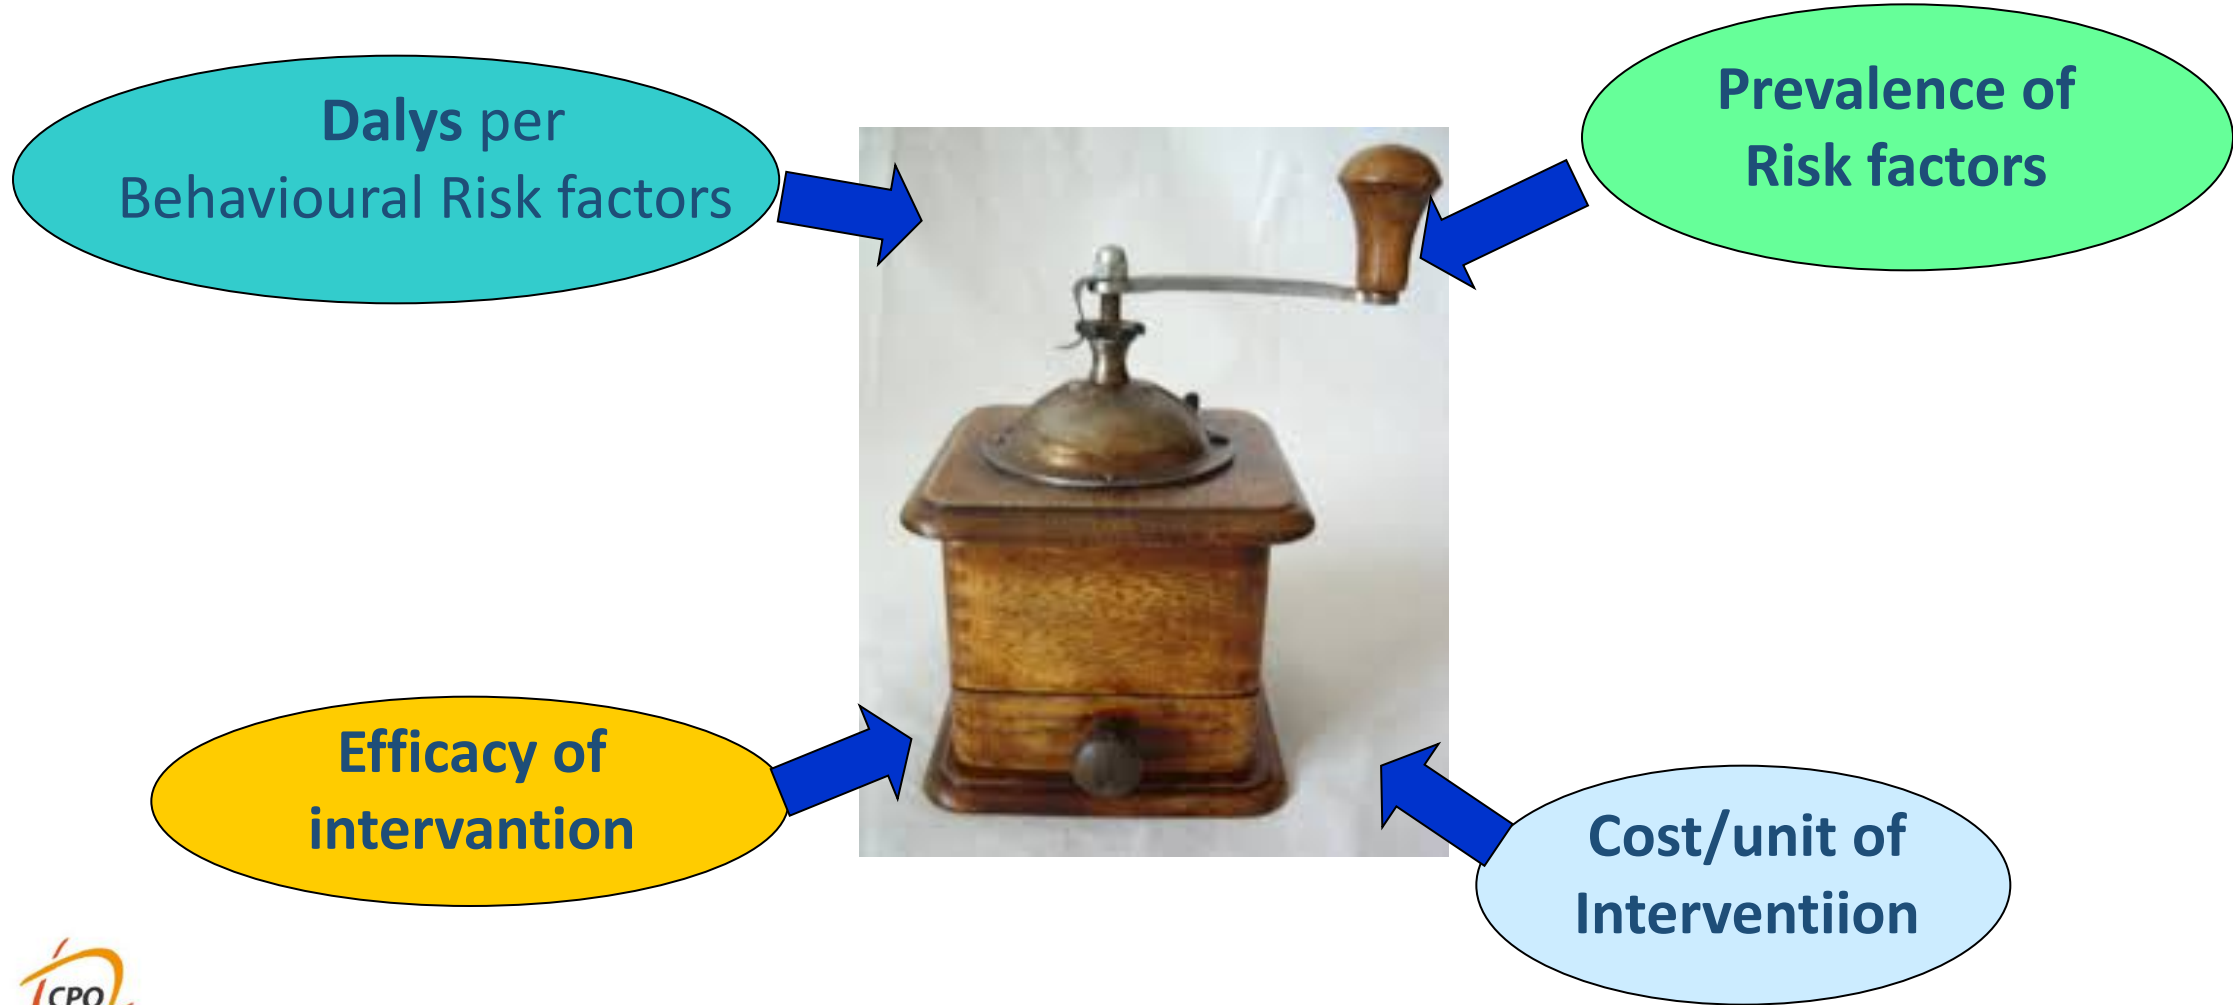 Dalys per
Behavioural Risk factors
Prevalence of
Risk factors
Efficacy of
intervantion
Cost/unit of
Interventiion
CPO